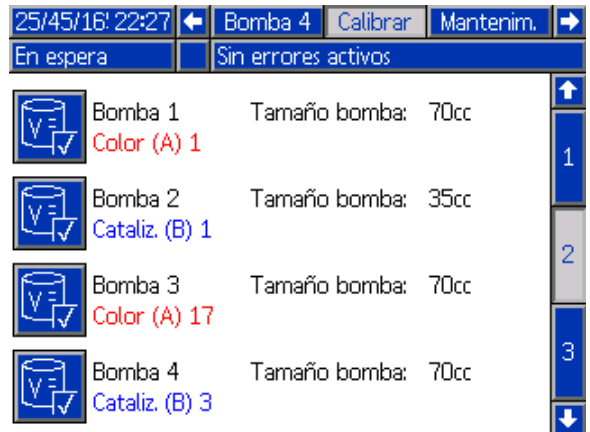 25/45/16! 22:27 Bomba 4 Calibrar Mantenim.
En espera Sin errores activos
Bomba 1 Tamaño bomba: 70cc
Color (A) 1
Bomba 2 Tamaño bomba: 35cc
Cataliz. (B) 1
Bomba 3 Tamaño bomba: 70cc
Color (A) 17
Bomba 4 Tamaño bomba: 70cc
Cataliz. (B) 3
1
2
3